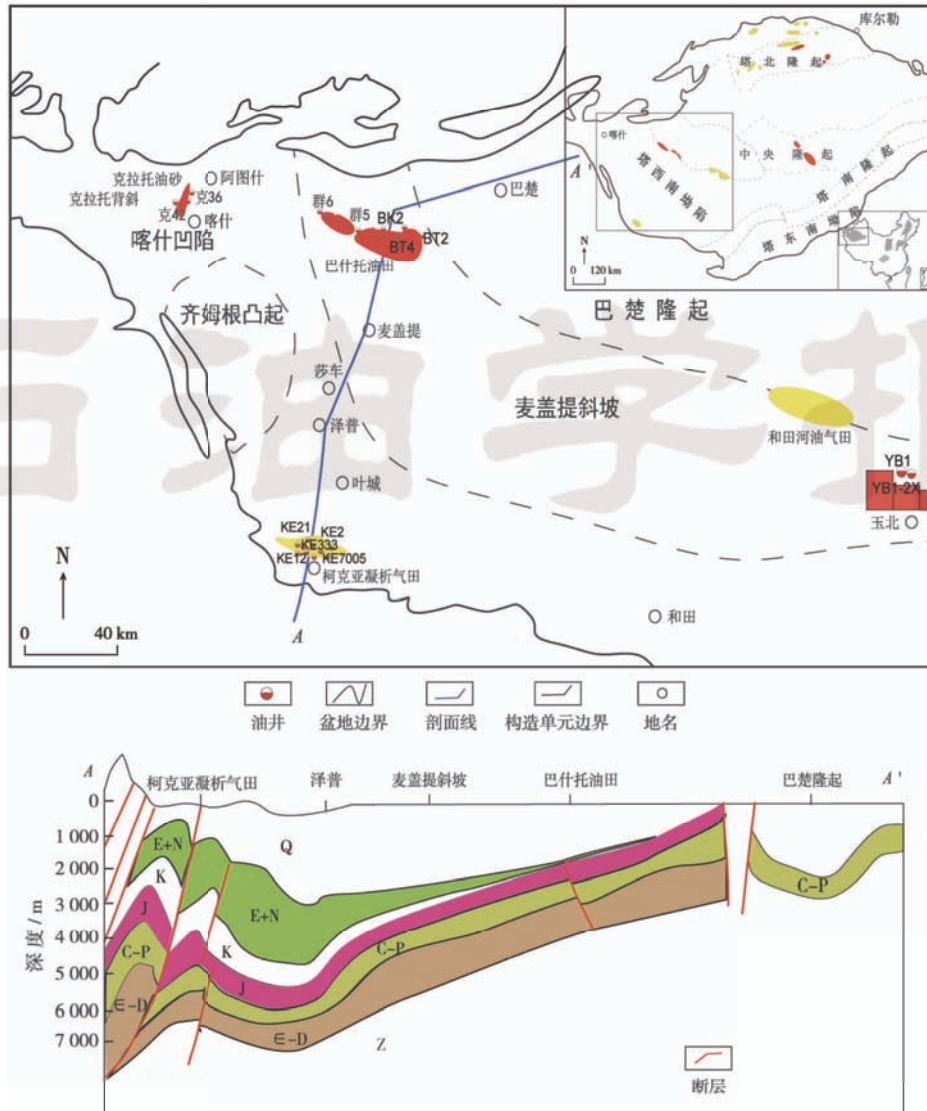 库尔勒
塔北隆起
喀什
中央隆起
塔西南坳陷
塔南隆起
塔东南坳陷
N
0 120 km
A'
克拉托油砂
阿图什
克拉托背斜
克36
克42
喀什
喀什凹陷
群6
群5
BK2
BT2
BT4
巴什托油田
巴楚
巴楚隆起
齐姆根凸起
麦盖提
莎车
麦盖提斜坡
泽普
和田河油气田
叶城
YB1
YB1-2X
玉北
KE21
KE2
KE333
KE12
KE7005
柯克亚凝析气田
和田
A
N
0 40 km
石油学报
油井
盆地边界
剖面线
构造单元边界
地名
A
柯克亚凝析气田
泽普
麦盖提斜坡
巴什托油田
巴楚隆起
A'
0
1 000
2 000
3 000
4 000
5 000
6 000
7 000
深度/m
E+N
Q
K
J
C-P
∈-D
E+N
K
J
C-P
∈-D
Z
C-P
断层